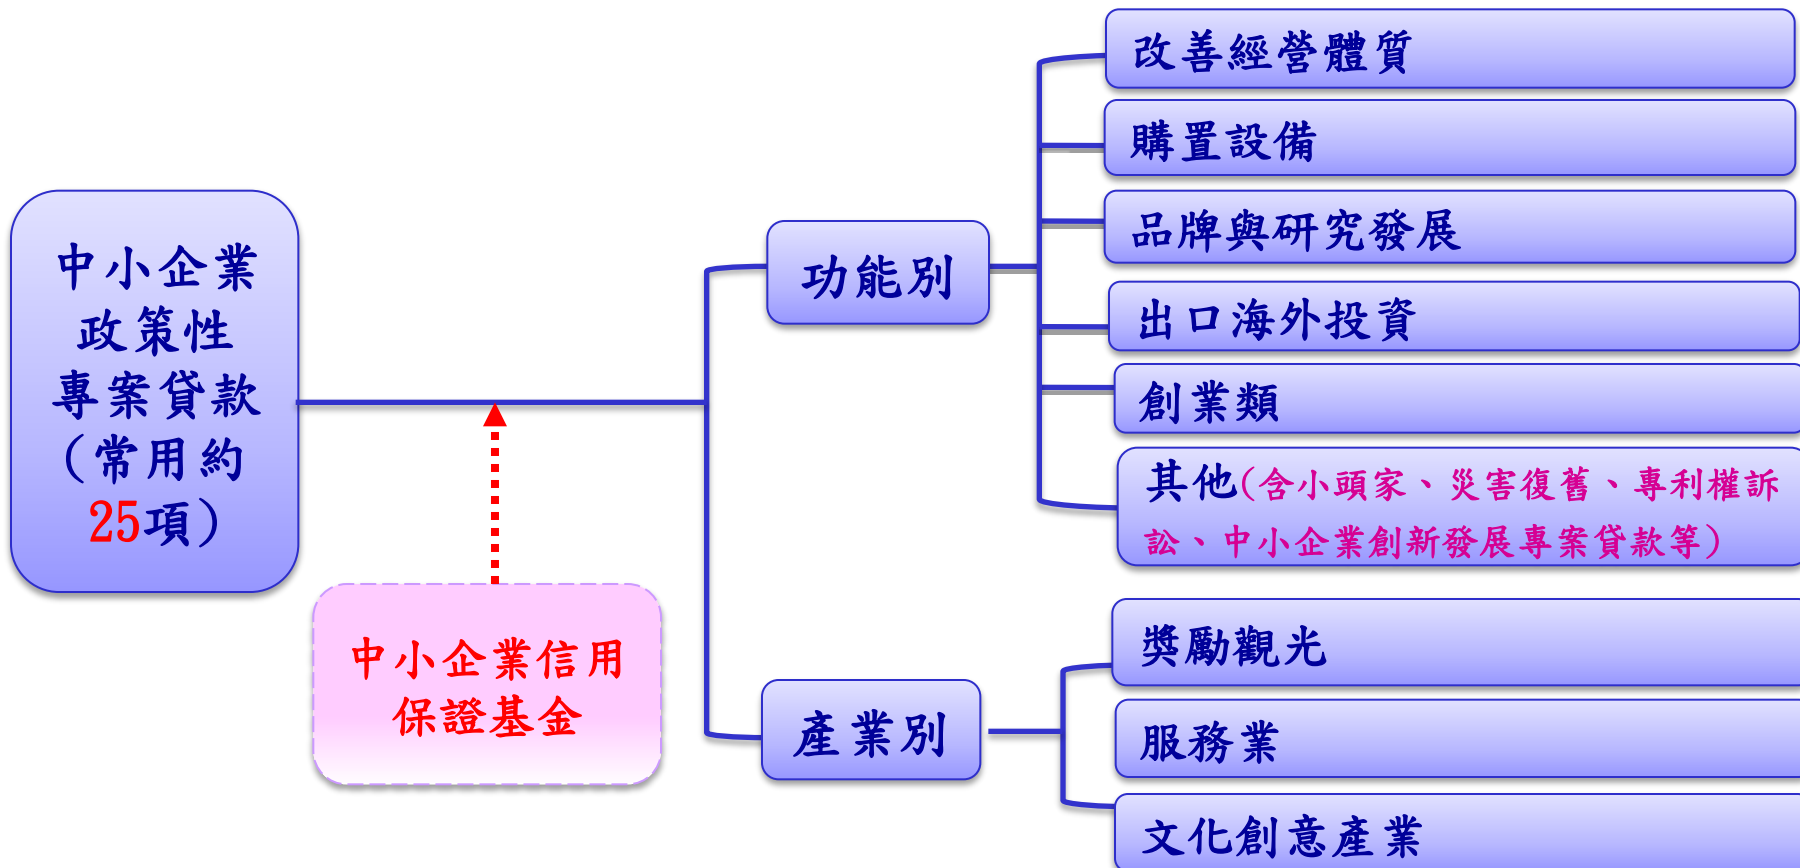 中小企業
政策性
專案貸款
(常用約
25項)
中小企業信用
保證基金
功能別
改善經營體質
購置設備
品牌與研究發展
出口海外投資
創業類
其他(含小頭家、災害復舊、專利權訴
訟、中小企業創新發展專案貸款等)
產業別
獎勵觀光
服務業
文化創意產業